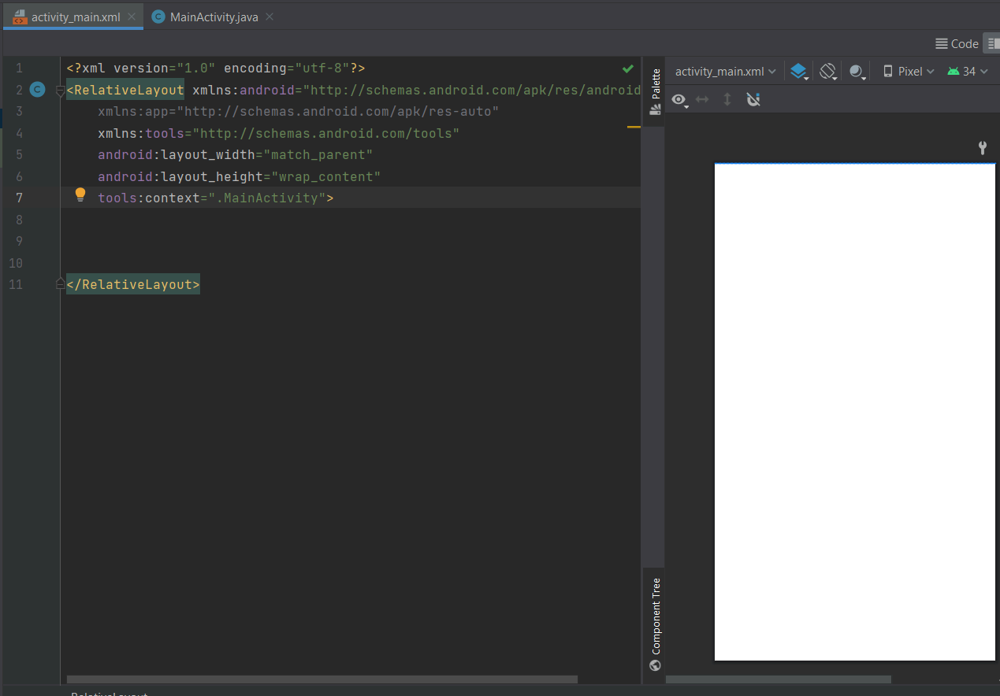 activity_main.xml
MainActivity.java
Code
1 <?xml version="1.0" encoding="utf-8"?>
2 <RelativeLayout xmlns:android="http://schemas.android.com/apk/res/android
3 xmlns:app="http://schemas.android.com/apk/res-auto"
4 xmlns:tools="http://schemas.android.com/tools"
5 android:layout_width="match_parent"
6 android:layout_height="wrap_content"
7 tools:context=".MainActivity">
8
9
10
11 </RelativeLayout>
Palette
Component Tree
activity_main.xml
Pixel
34
RelativeLayout